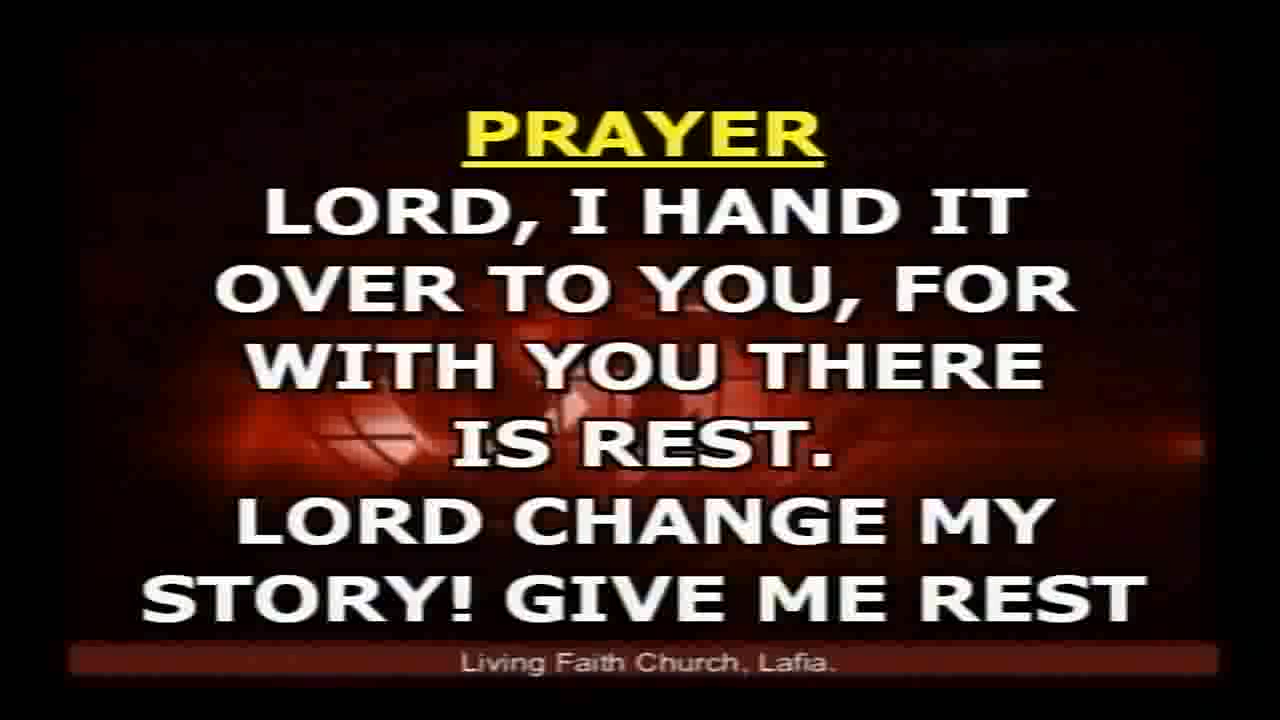 PRAYER
LORD, I HAND IT
OVER TO YOU, FOR
WITH YOU THERE
IS REST.
LORD CHANGE MY
STORY! GIVE ME REST
Living Faith Church, Lafia.